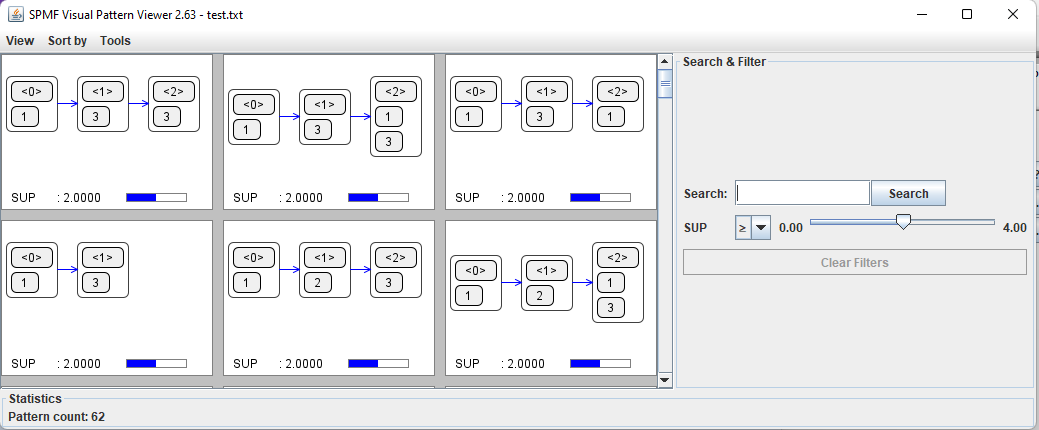 SPMF Visual Pattern Viewer 2.63 - test.txt
View Sort by Tools
<0> <1> <2>
1 3 3
SUP : 2.0000
<0> <1> <2>
1 3 1
3
SUP : 2.0000
<0> <1> <2>
1 3 1
SUP : 2.0000
<0> <1>
1 3
SUP : 2.0000
<0> <1> <2>
1 2 3
SUP : 2.0000
<0> <1> <2>
1 2 1
3
SUP : 2.0000
Search & Filter
Search: Search
SUP ≥ 0.00 4.00
Clear Filters
Statistics
Pattern count: 62